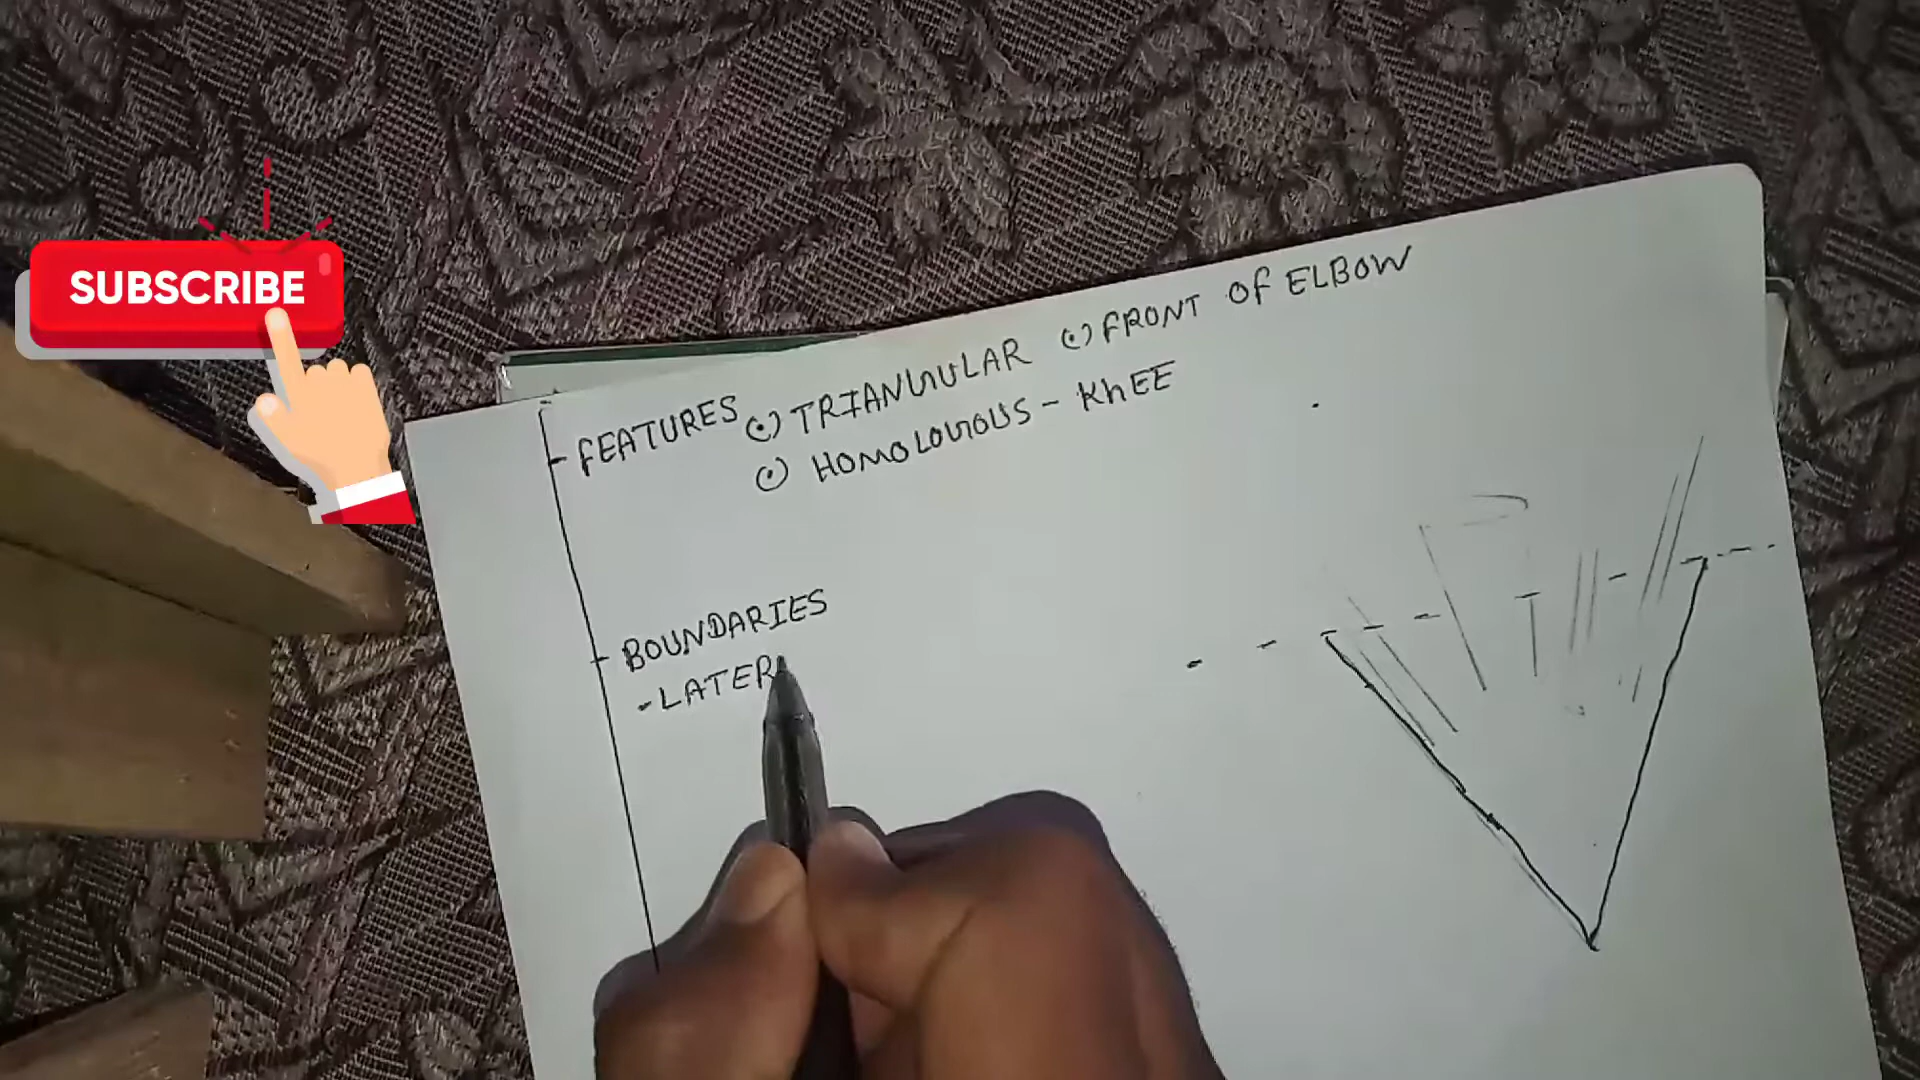 SUBSCRIBE
FEATURES (•) TRIANGULAR (•) FRONT OF ELBOW
(•) HOMOLOGOUS - KNEE
BOUNDARIES
- LATER